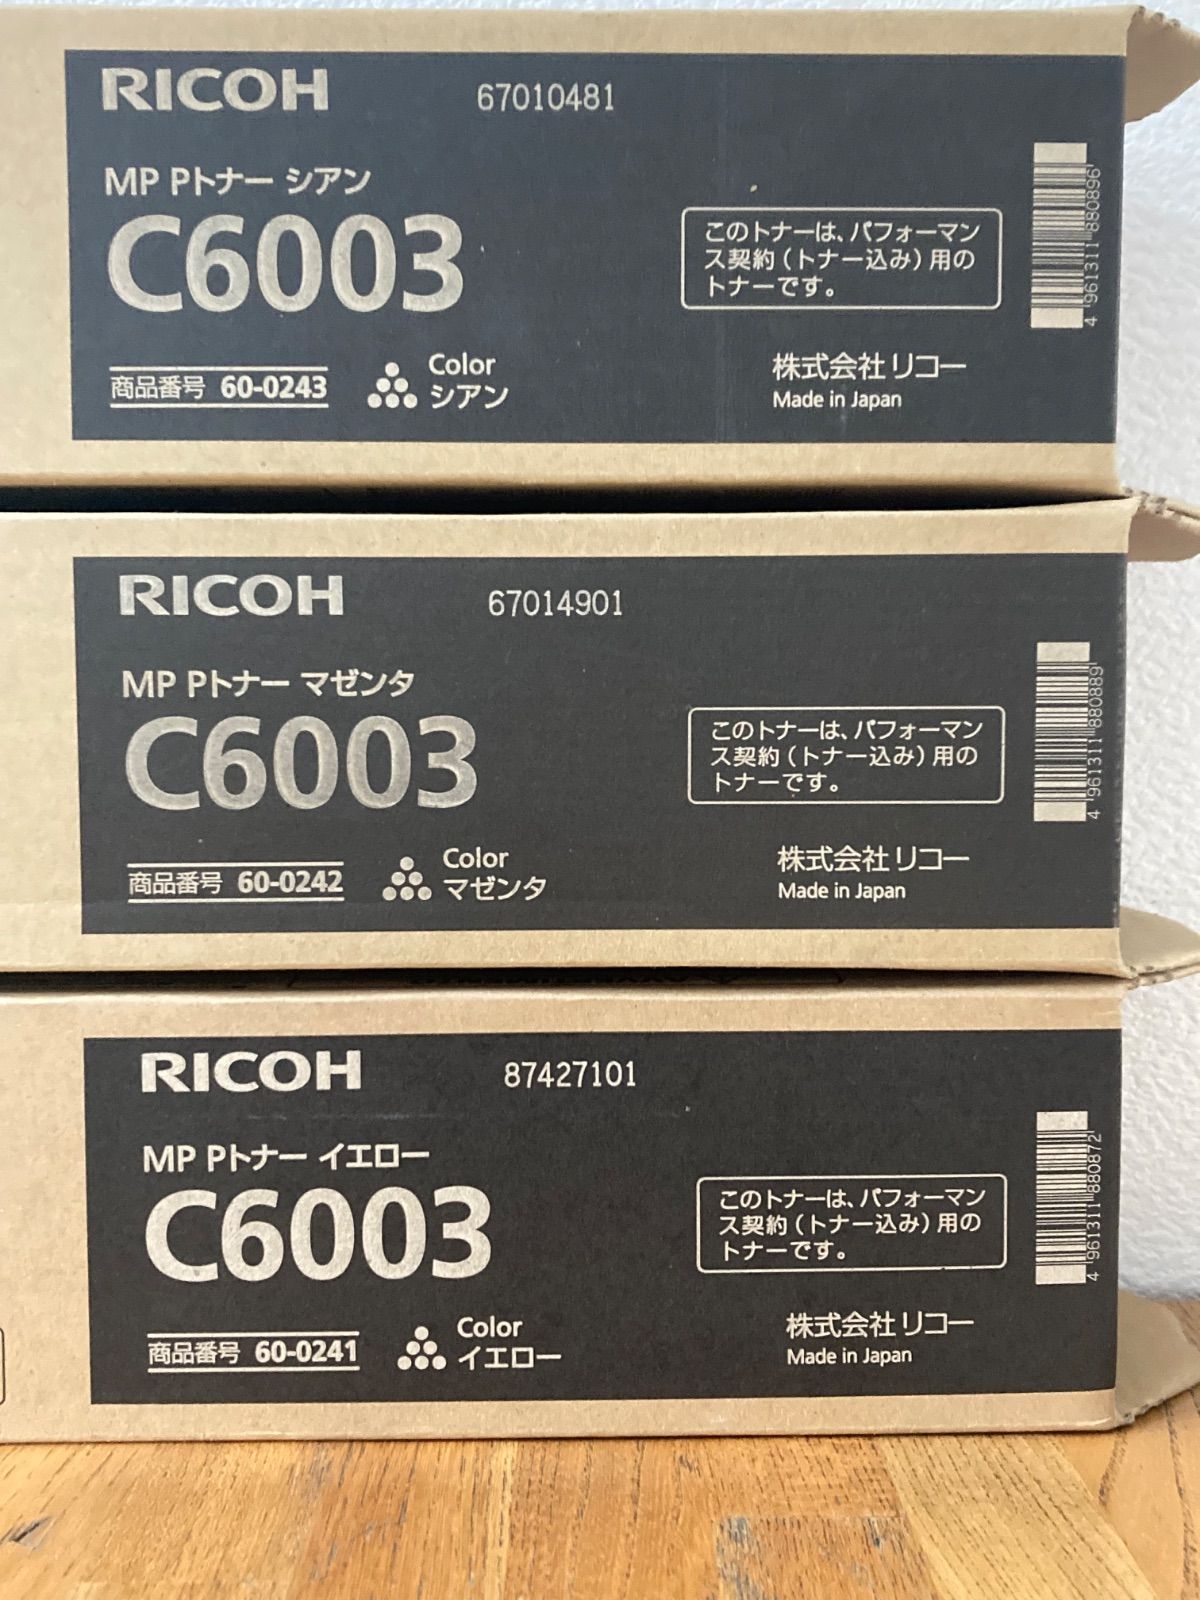 RICOH 67010481
MP Pトナー シアン
C6003
このトナーは、パフォーマン
ス契約(トナー込み)用の
トナーです。
4 961311 880896
商品番号 60-0243
Color
シアン
株式会社リコー
Made in Japan
RICOH 67014901
MP Pトナー マゼンタ
C6003
このトナーは、パフォーマン
ス契約(トナー込み)用の
トナーです。
4 961311 880889
商品番号 60-0242
Color
マゼンタ
株式会社リコー
Made in Japan
RICOH 87427101
MP Pトナー イエロー
C6003
このトナーは、パフォーマン
ス契約(トナー込み)用の
トナーです。
4 961311 880872
商品番号 60-0241
Color
イエロー
株式会社リコー
Made in Japan